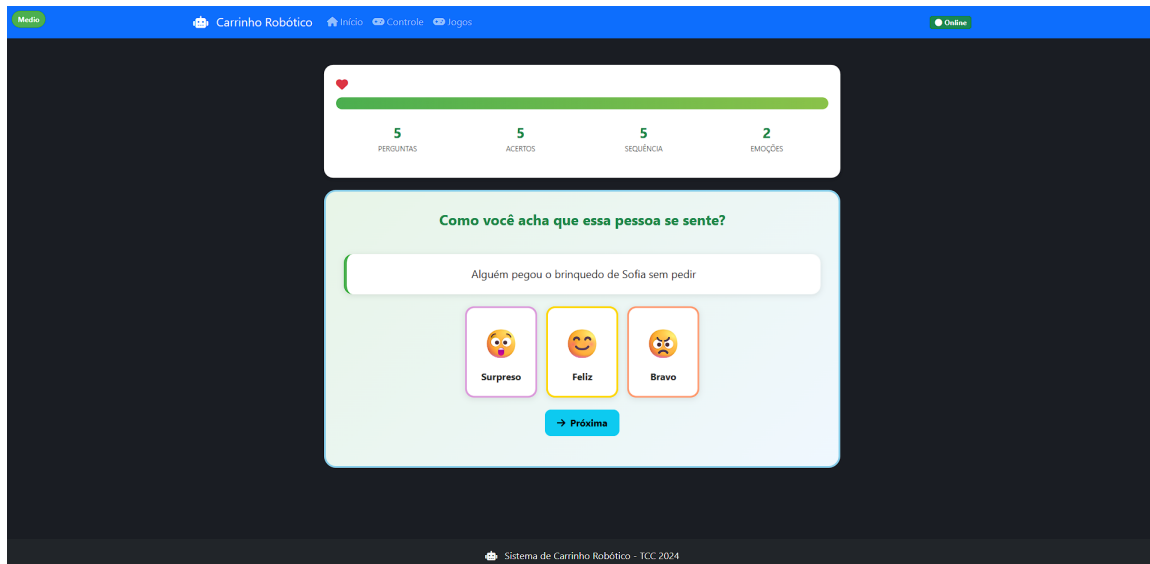 Medio
Carrinho Robótico Início Controle Jogos Online
5 5 5 2
PERGUNTAS ACERTOS SEQUÊNCIA EMOÇÕES
Como você acha que essa pessoa se sente?
Alguém pegou o brinquedo de Sofia sem pedir
Surpreso Feliz Bravo
Próxima
Sistema de Carrinho Robótico - TCC 2024